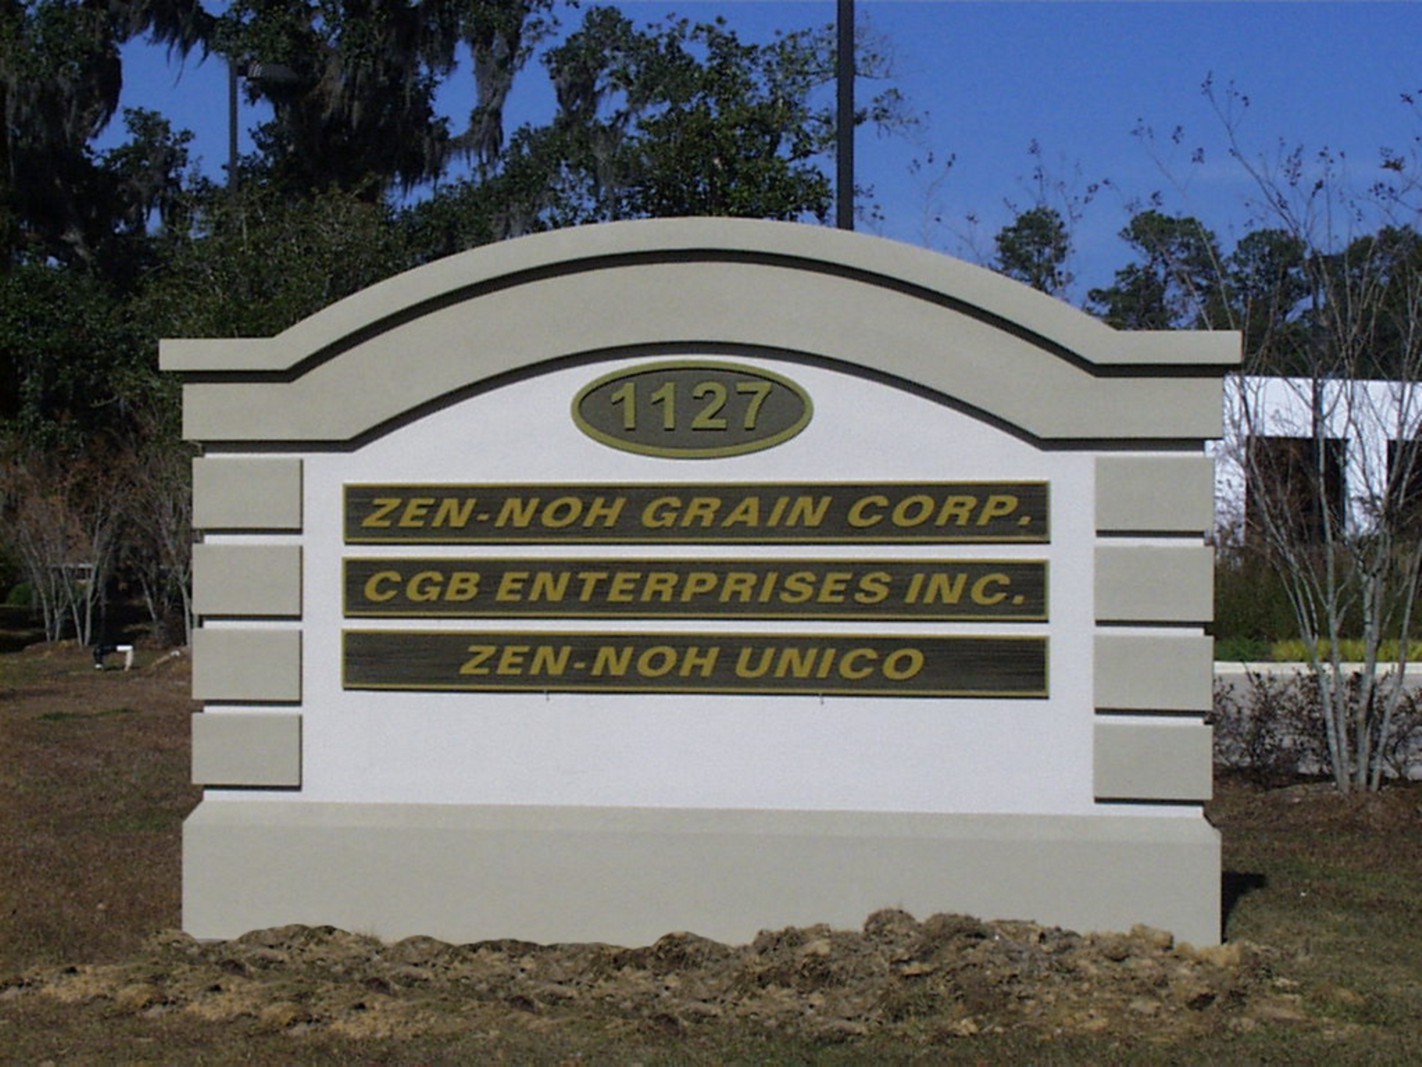 1127
ZEN-NOH GRAIN CORP.
CGB ENTERPRISES INC.
ZEN-NOH UNICO